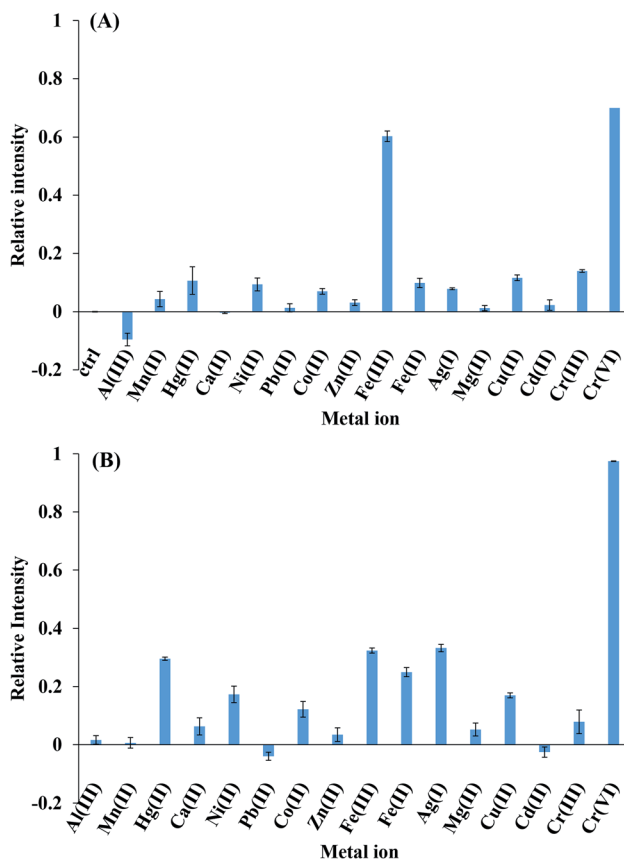 (A)
Relative intensity
1
0.8
0.6
0.4
0.2
0
-0.2
ctrl
Al(III)
Mn(II)
Hg(II)
Ca(II)
Ni(II)
Pb(II)
Co(II)
Zn(II)
Fe(III)
Fe(II)
Ag(I)
Mg(II)
Cu(II)
Cd(II)
Cr(III)
Cr(VI)
Metal ion
(B)
Relative Intensity
1
0.8
0.6
0.4
0.2
0
-0.2
Al(III)
Mn(II)
Hg(II)
Ca(II)
Ni(II)
Pb(II)
Co(II)
Zn(II)
Fe(III)
Fe(II)
Ag(I)
Mg(II)
Cu(II)
Cd(II)
Cr(III)
Cr(VI)
Metal ion